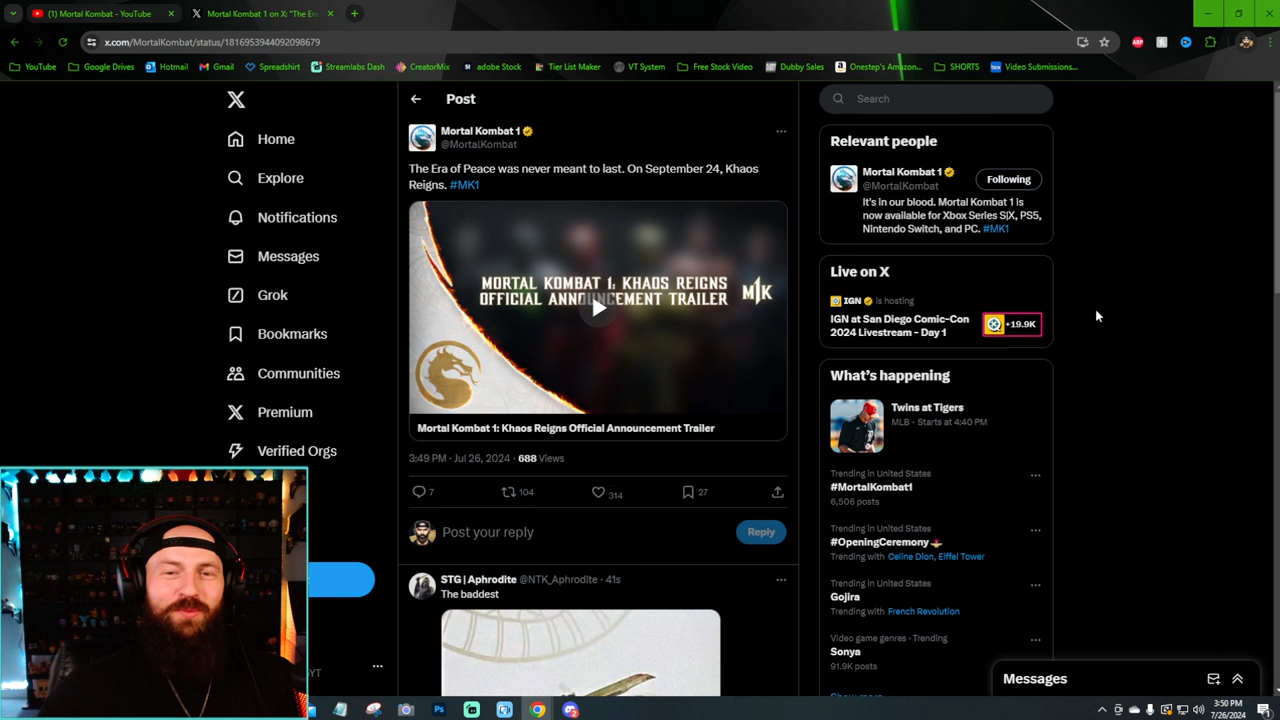 (1) Mortal Kombat - YouTube
Mortal Kombat 1 on X: "The Era
x.com/MortalKombat/status/1816953944092098679
YouTube
Google Drives
Hotmail
Gmail
Spreadshirt
Streamlabs Dash
CreatorMix
adobe Stock
Tier List Maker
VT System
Free Stock Video
Dubby Sales
Onestep's Amazon...
SHORTS
Video Submissions...
Home
Explore
Notifications
Messages
Grok
Bookmarks
Communities
Premium
Verified Orgs
YT
Post
Mortal Kombat 1
@MortalKombat
The Era of Peace was never meant to last. On September 24, Khaos
Reigns. #MK1
MORTAL KOMBAT 1: KHAOS REIGNS
OFFICIAL ANNOUNCEMENT TRAILER
Mortal Kombat 1: Khaos Reigns Official Announcement Trailer
3:49 PM · Jul 26, 2024 · 688 Views
7
104
314
27
Post your reply
Reply
STG | Aphrodite @NTK_Aphrodite · 41s
The baddest
Search
Relevant people
Mortal Kombat 1
@MortalKombat
Following
It's in our blood. Mortal Kombat 1 is
now available for Xbox Series S|X, PS5,
Nintendo Switch, and PC. #MK1
Live on X
IGN is hosting
IGN at San Diego Comic-Con
2024 Livestream - Day 1
+19.9K
What's happening
Twins at Tigers
MLB · Starts at 4:40 PM
Trending in United States
#MortalKombat1
6,506 posts
Trending in United States
#OpeningCeremony
Trending with Celine Dion, Eiffel Tower
Trending in United States
Gojira
Trending with French Revolution
Video game genres · Trending
Sonya
91.9K posts
Messages
3:50 PM
7/26/2024